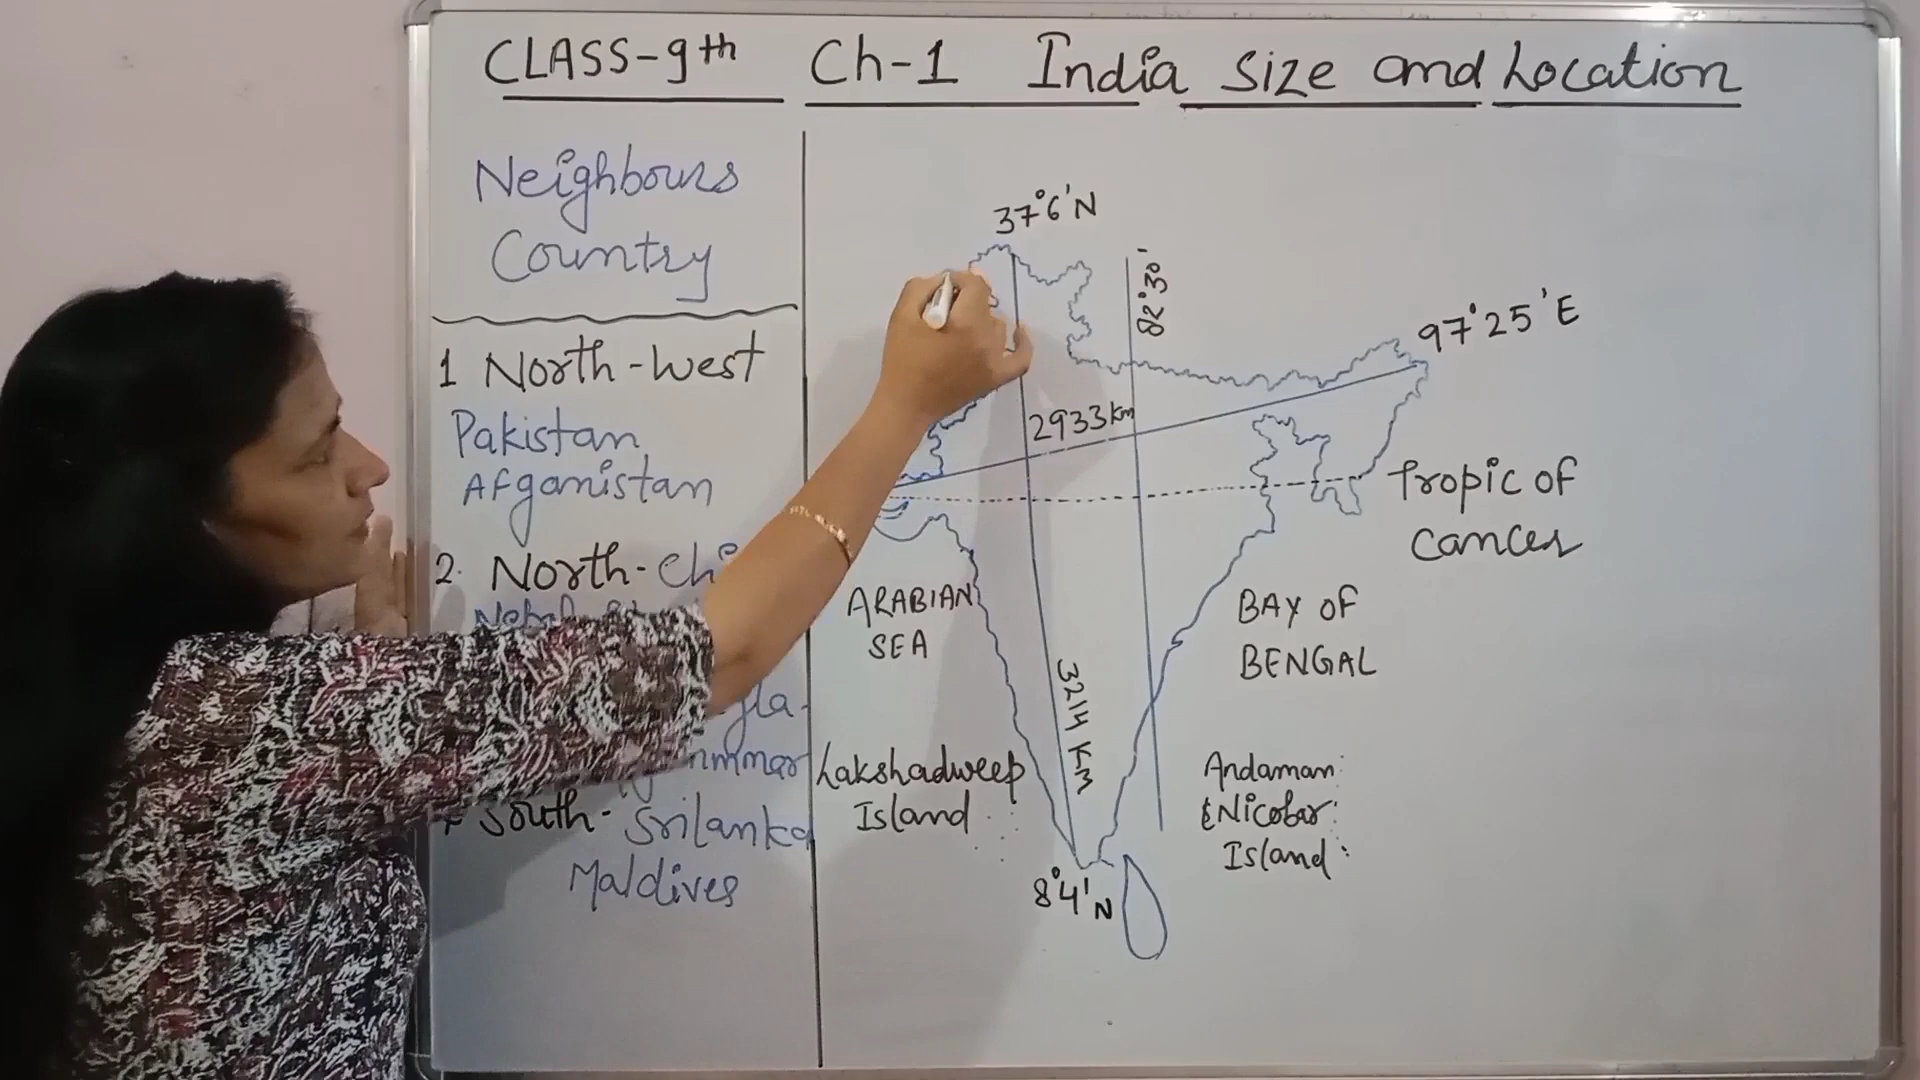 CLASS-9th Ch-1 India Size and Location
Neighbours
Country
1 North-West
Pakistan
Afganistan
2. North-
South- Srilanka
Maldives
37°6'N
82°30'
97°25'E
2933 Km
Tropic of
Cancer
ARABIAN
SEA
BAY OF
BENGAL
3214 KM
Lakshadweep
Island
Andaman
&Nicobar
Island
8°4'N